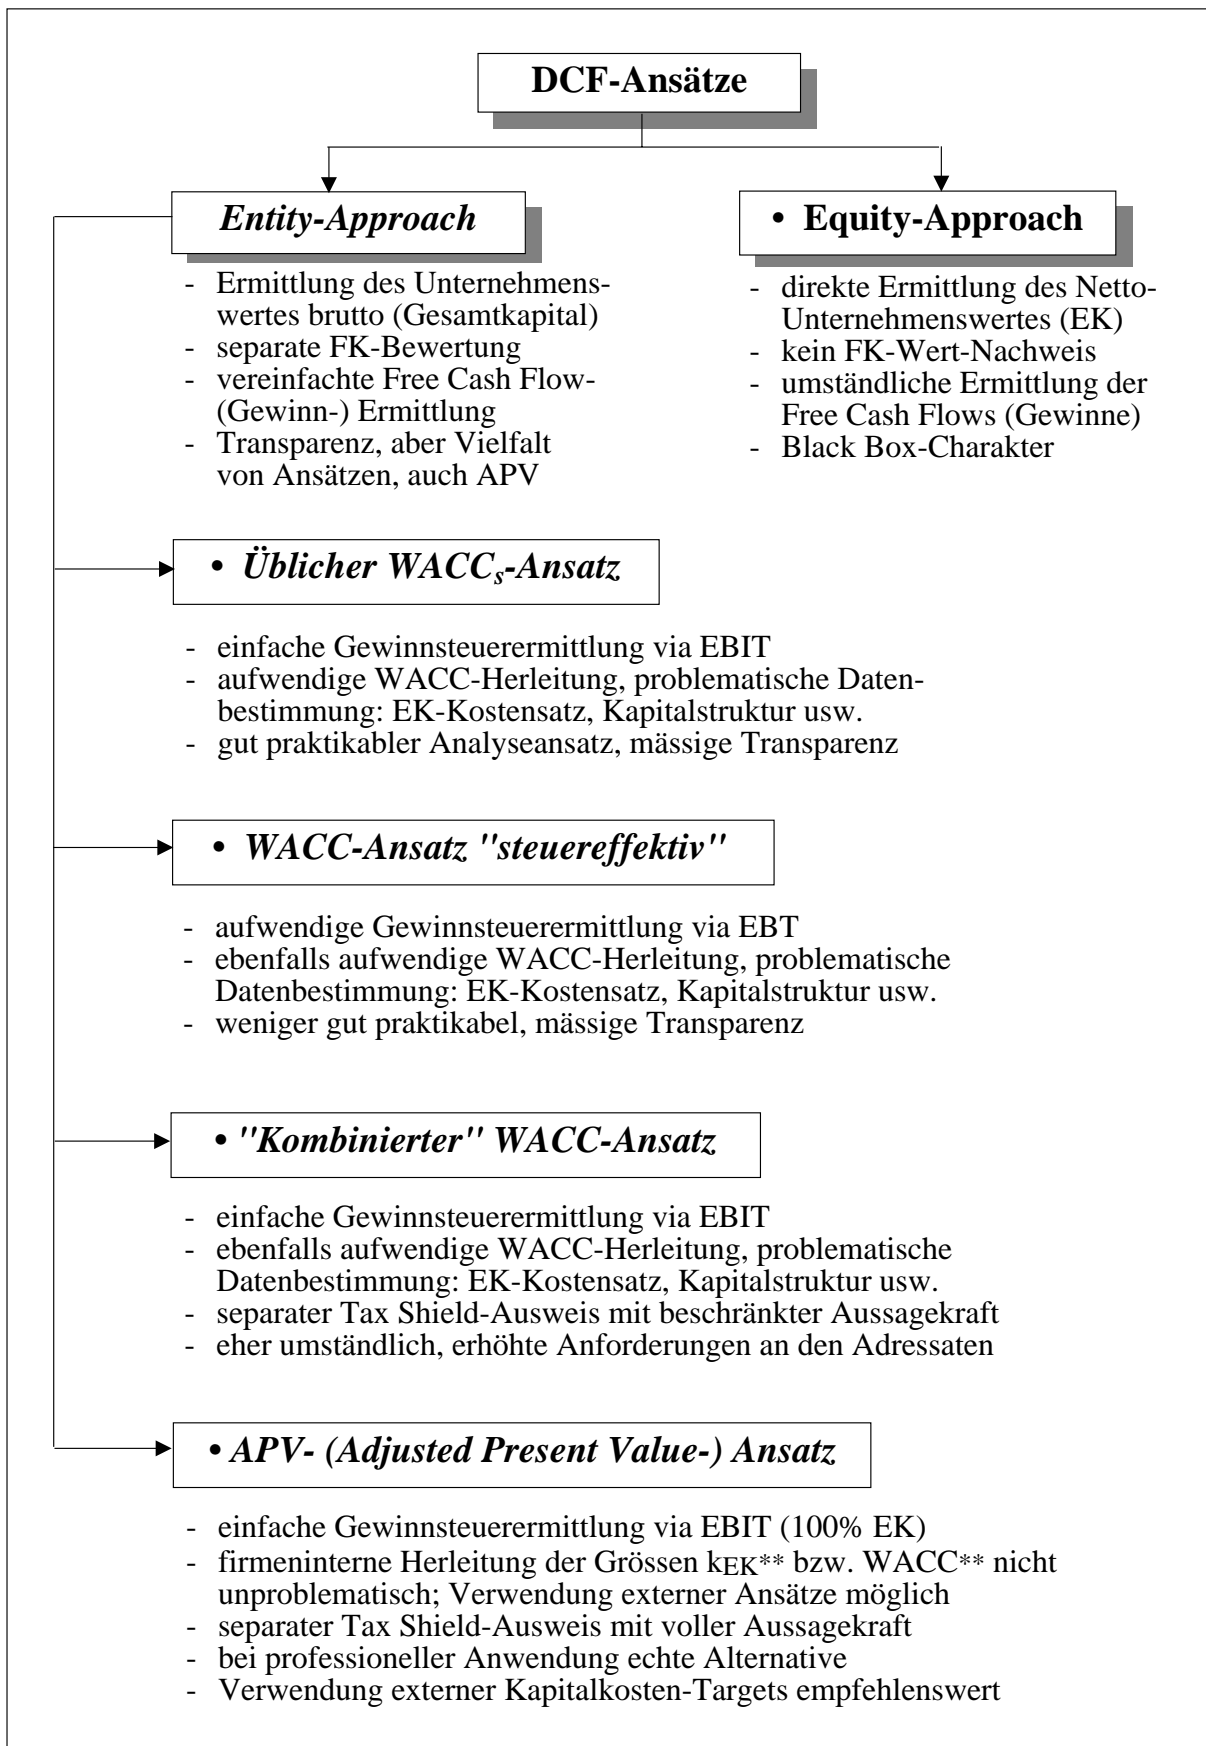 DCF-Ansätze
Entity-Approach
- Ermittlung des Unternehmens-
wertes brutto (Gesamtkapital)
- separate FK-Bewertung
- vereinfachte Free Cash Flow-
(Gewinn-) Ermittlung
- Transparenz, aber Vielfalt
von Ansätzen, auch APV
• Equity-Approach
- direkte Ermittlung des Netto-
Unternehmenswertes (EK)
- kein FK-Wert-Nachweis
- umständliche Ermittlung der
Free Cash Flows (Gewinne)
- Black Box-Charakter
• Üblicher WACCs-Ansatz
- einfache Gewinnsteuerermittlung via EBIT
- aufwendige WACC-Herleitung, problematische Daten-
bestimmung: EK-Kostensatz, Kapitalstruktur usw.
- gut praktikabler Analyseansatz, mässige Transparenz
• WACC-Ansatz "steuereffektiv"
- aufwendige Gewinnsteuerermittlung via EBT
- ebenfalls aufwendige WACC-Herleitung, problematische
Datenbestimmung: EK-Kostensatz, Kapitalstruktur usw.
- weniger gut praktikabel, mässige Transparenz
• "Kombinierter" WACC-Ansatz
- einfache Gewinnsteuerermittlung via EBIT
- ebenfalls aufwendige WACC-Herleitung, problematische
Datenbestimmung: EK-Kostensatz, Kapitalstruktur usw.
- separater Tax Shield-Ausweis mit beschränkter Aussagekraft
- eher umständlich, erhöhte Anforderungen an den Adressaten
• APV- (Adjusted Present Value-) Ansatz
- einfache Gewinnsteuerermittlung via EBIT (100% EK)
- firmeninterne Herleitung der Grössen kEK** bzw. WACC** nicht
unproblematisch; Verwendung externer Ansätze möglich
- separater Tax Shield-Ausweis mit voller Aussagekraft
- bei professioneller Anwendung echte Alternative
- Verwendung externer Kapitalkosten-Targets empfehlenswert